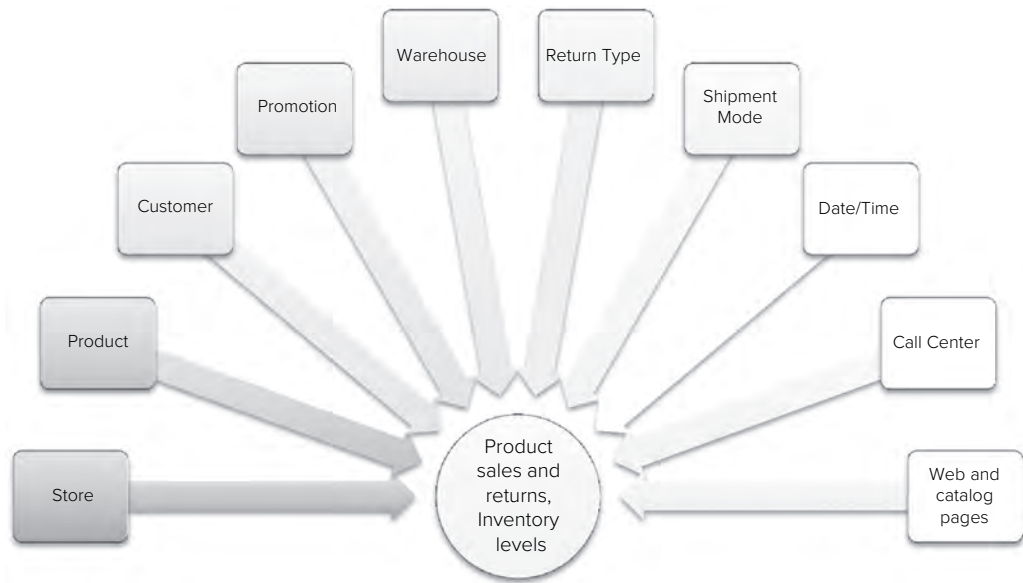 Warehouse
Return Type
Promotion
Shipment
Mode
Customer
Date/Time
Product
Call Center
Store
Product
sales and
returns,
Inventory
levels
Web and
catalog
pages